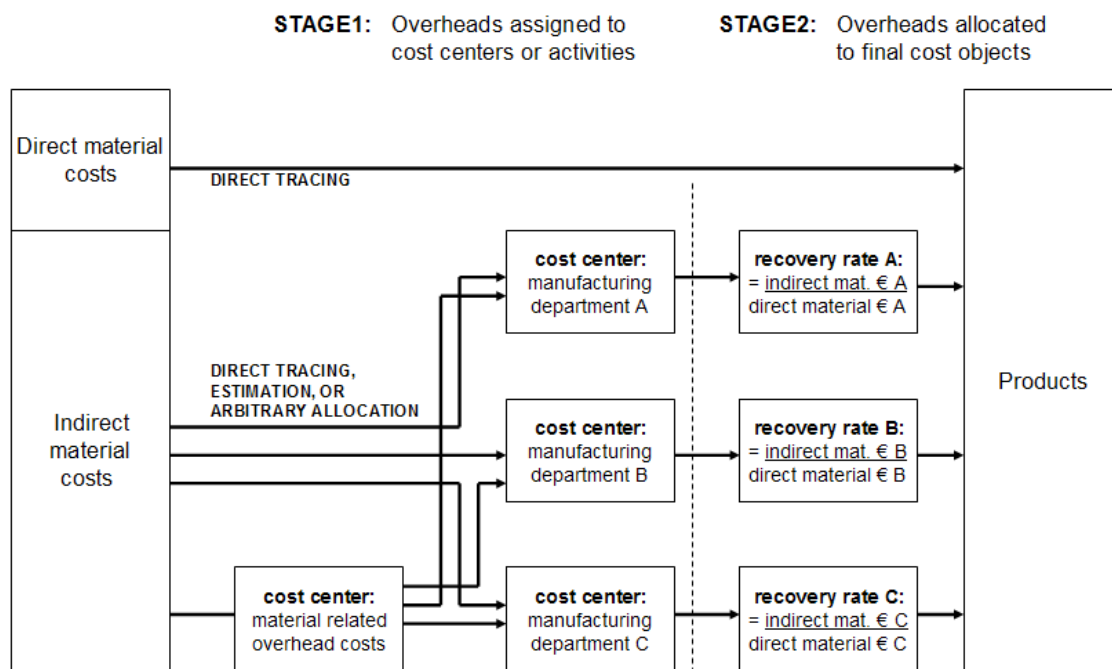 STAGE1: Overheads assigned to
cost centers or activities
STAGE2: Overheads allocated
to final cost objects
Direct material
costs
DIRECT TRACING
cost center:
manufacturing
department A
recovery rate A:
= indirect mat. € A
direct material € A
DIRECT TRACING,
ESTIMATION, OR
ARBITRARY ALLOCATION
Products
Indirect
material
costs
cost center:
manufacturing
department B
recovery rate B:
= indirect mat. € B
direct material € B
cost center:
material related
overhead costs
cost center:
manufacturing
department C
recovery rate C:
= indirect mat. € C
direct material € C